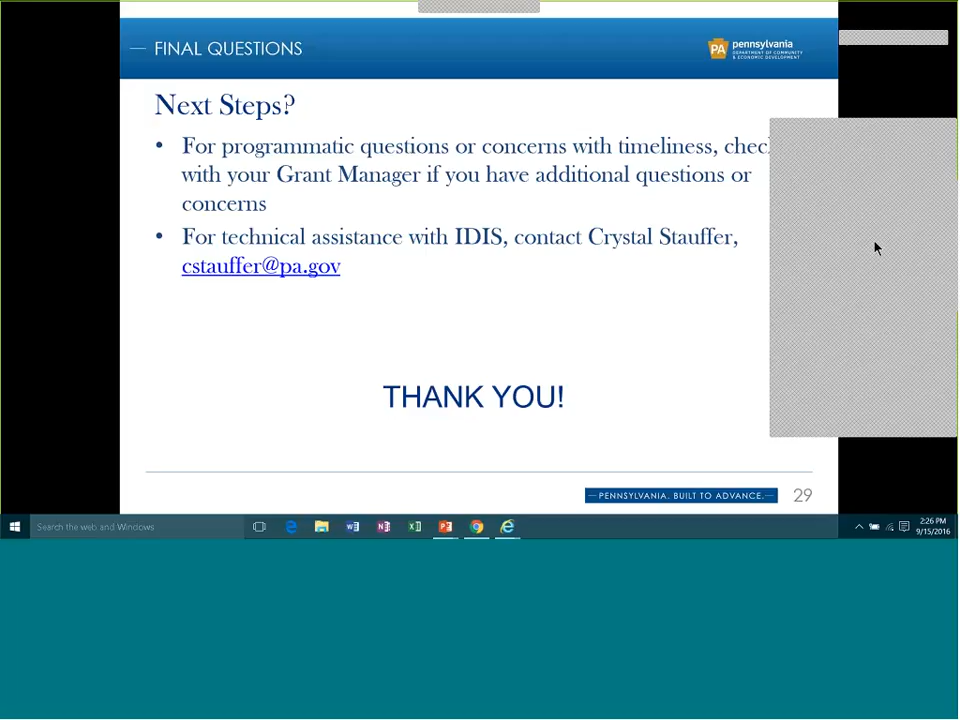 FINAL QUESTIONS
PA
pennsylvania
DEPARTMENT OF COMMUNITY
& ECONOMIC DEVELOPMENT
Next Steps?
• For programmatic questions or concerns with timeliness, chec
with your Grant Manager if you have additional questions or
concerns
• For technical assistance with IDIS, contact Crystal Stauffer,
cstauffer@pa.gov
THANK YOU!
PENNSYLVANIA. BUILT TO ADVANCE.
29
Search the web and Windows
2:26 PM
9/15/2016